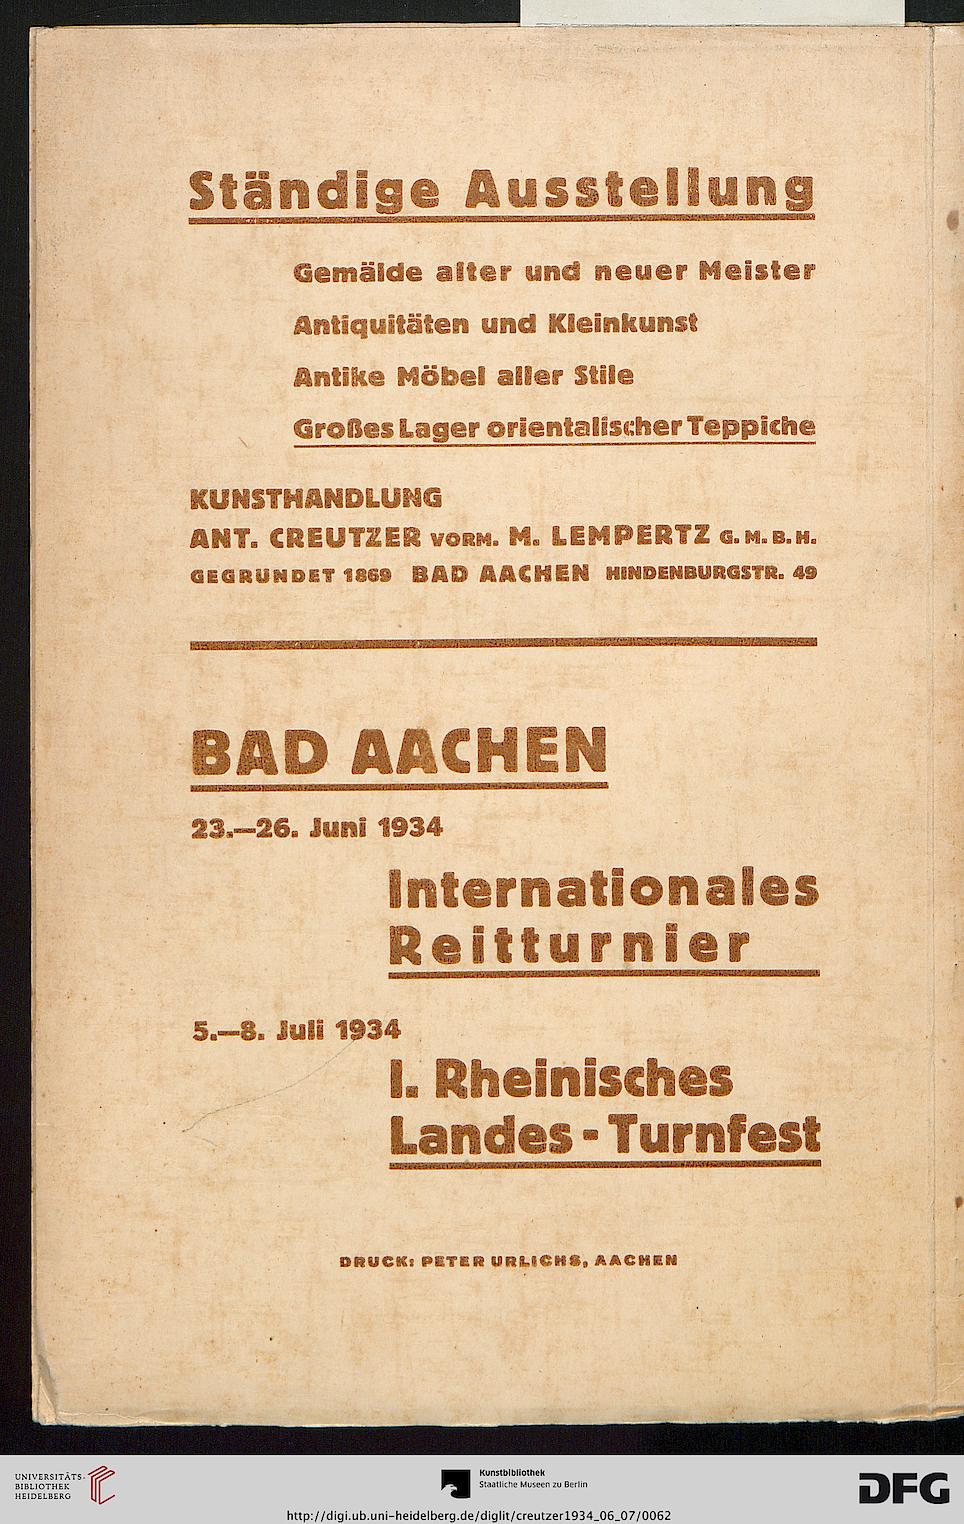 Ständige Ausstellung
Gemälde alter und neuer Meister
Antiquitäten und Kleinkunst
Antike Möbel aller Stile
Großes Lager orientalischer Teppiche
KUNSTHANDLUNG
ANT. CREUTZER VORM. M. LEMPERTZ G.M.B.H.
GEGRÜNDET 1869 BAD AACHEN HINDENBURGSTR. 49
BAD AACHEN
23.—26. Juni 1934
Internationales
Reitturnier
5.—8. Juli 1934
I. Rheinisches
Landes-Turnfest
DRUCK: PETER URLICHS, AACHEN
UNIVERSITÄTS-
BIBLIOTHEK
HEIDELBERG
Kunstbibliothek
Staatliche Museen zu Berlin
DFG
http://digi.ub.uni-heidelberg.de/diglit/creutzer1934_06_07/0062